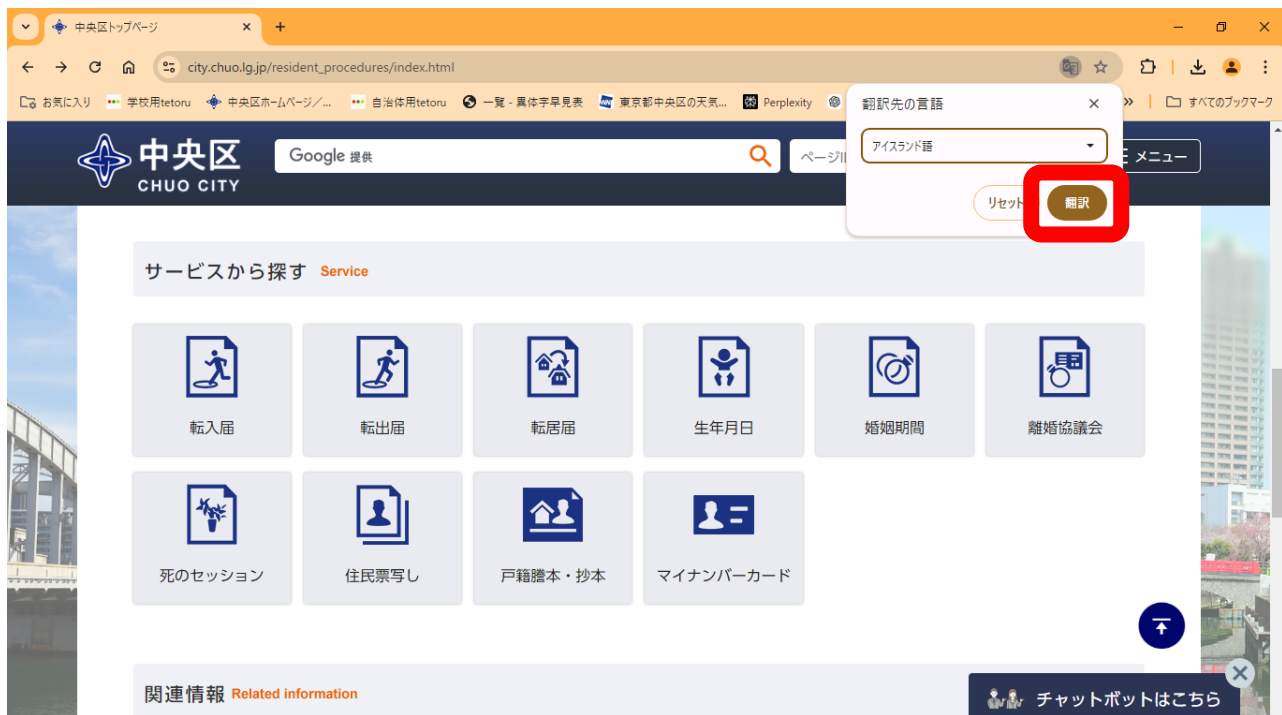 中央区トップページ
city.chuo.lg.jp/resident_procedures/index.html
お気に入り
学校用tetoru
中央区ホームページ/...
自治体用tetoru
一覧 - 異体字早見表
東京都中央区の天気...
Perplexity
すべてのブックマーク
翻訳先の言語
アイスランド語
リセット
翻訳
中央区
CHUO CITY
Google 提供
ページI
メニュー
サービスから探す Service
転入届
転出届
転居届
生年月日
婚姻期間
離婚協議会
死のセッション
住民票写し
戸籍謄本・抄本
マイナンバーカード
関連情報 Related information
チャットボットはこちら